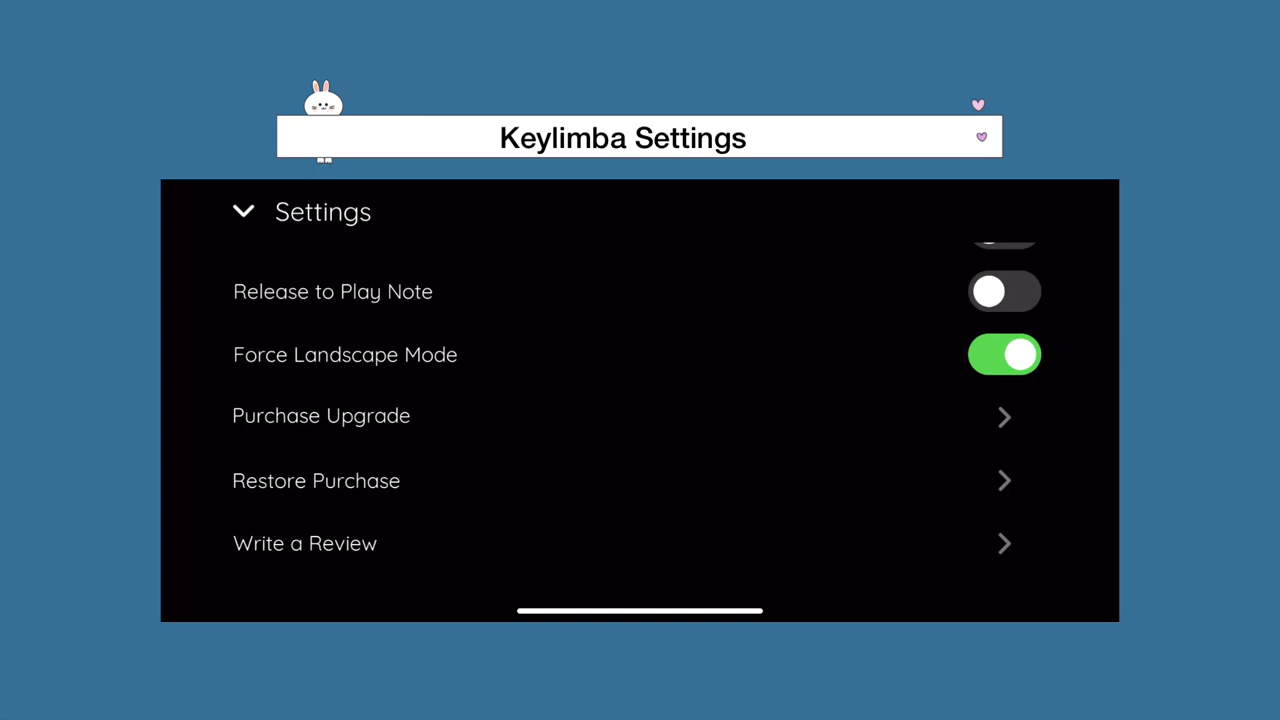 Keylimba Settings
Settings
Release to Play Note
Force Landscape Mode
Purchase Upgrade
Restore Purchase
Write a Review